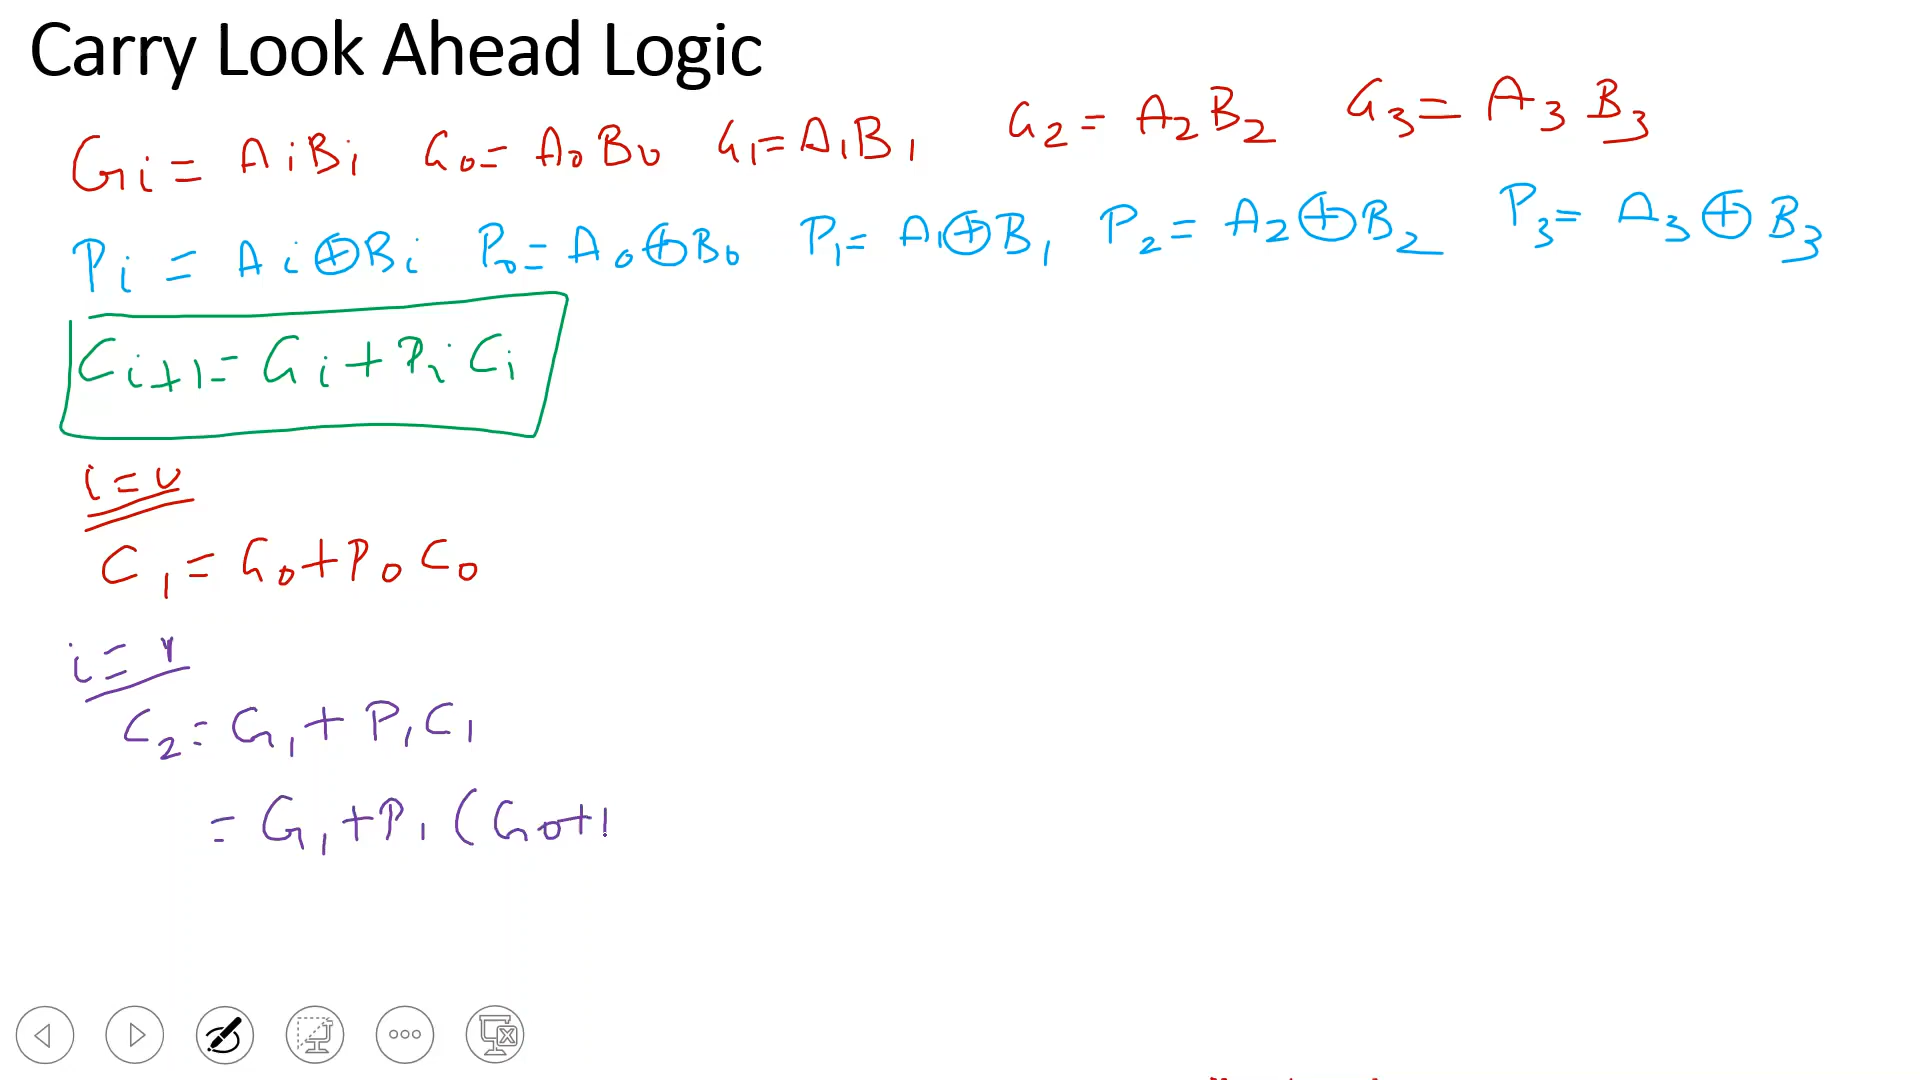 Carry Look Ahead Logic
Gi = AiBi G0 = A0B0 G1 = A1B1 G2 = A2B2 G3 = A3B3
Pi = Ai⊕Bi P0 = A0⊕B0 P1 = A1⊕B1 P2 = A2⊕B2 P3 = A3⊕B3
Ci+1 = Gi + PiCi
i = 0
C1 = G0 + P0C0
i = 1
C2 = G1 + P1C1
= G1 + P1(G0 +